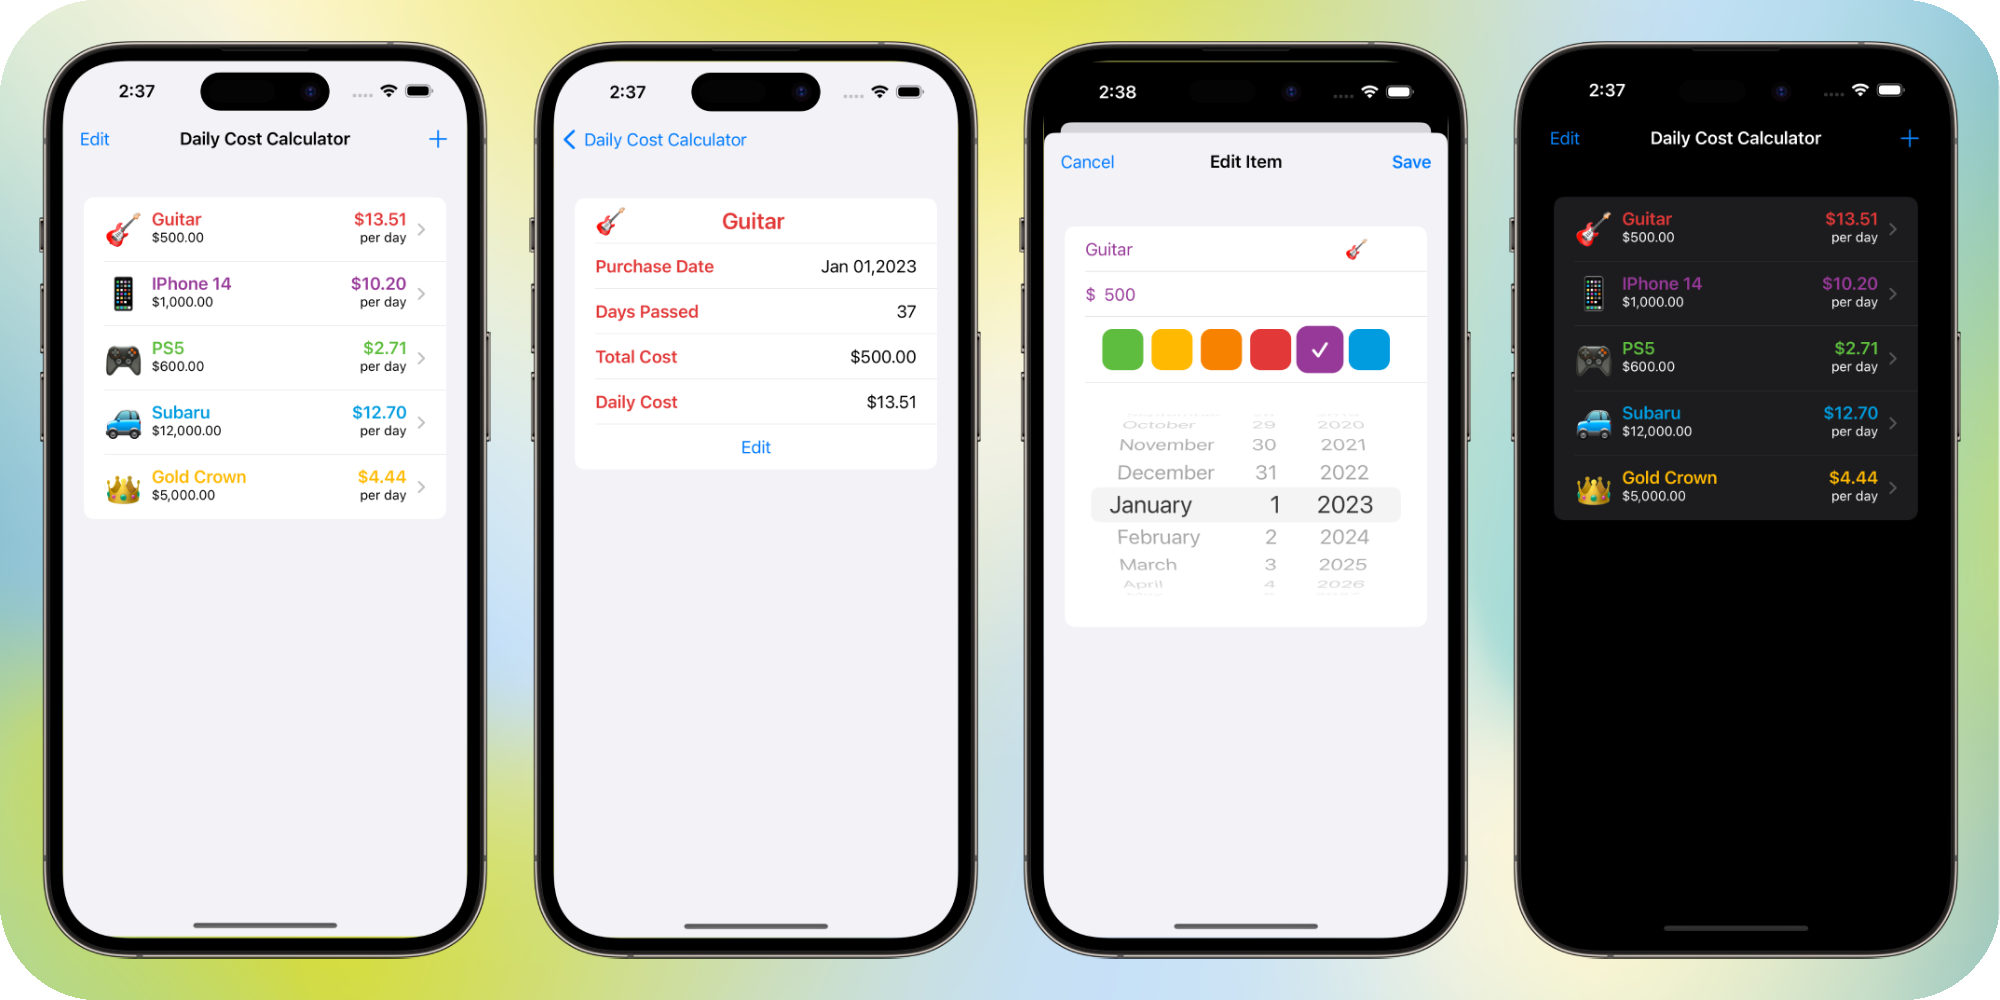 2:37
Edit Daily Cost Calculator +
Guitar $13.51
$500.00 per day
IPhone 14 $10.20
$1,000.00 per day
PS5 $2.71
$600.00 per day
Subaru $12.70
$12,000.00 per day
Gold Crown $4.44
$5,000.00 per day
2:37
Daily Cost Calculator
Guitar
Purchase Date Jan 01,2023
Days Passed 37
Total Cost $500.00
Daily Cost $13.51
Edit
2:38
Cancel Edit Item Save
Guitar
$ 500
October 29 2020
November 30 2021
December 31 2022
January 1 2023
February 2 2024
March 3 2025
April 4 2026
2:37
Edit Daily Cost Calculator +
Guitar $13.51
$500.00 per day
IPhone 14 $10.20
$1,000.00 per day
PS5 $2.71
$600.00 per day
Subaru $12.70
$12,000.00 per day
Gold Crown $4.44
$5,000.00 per day